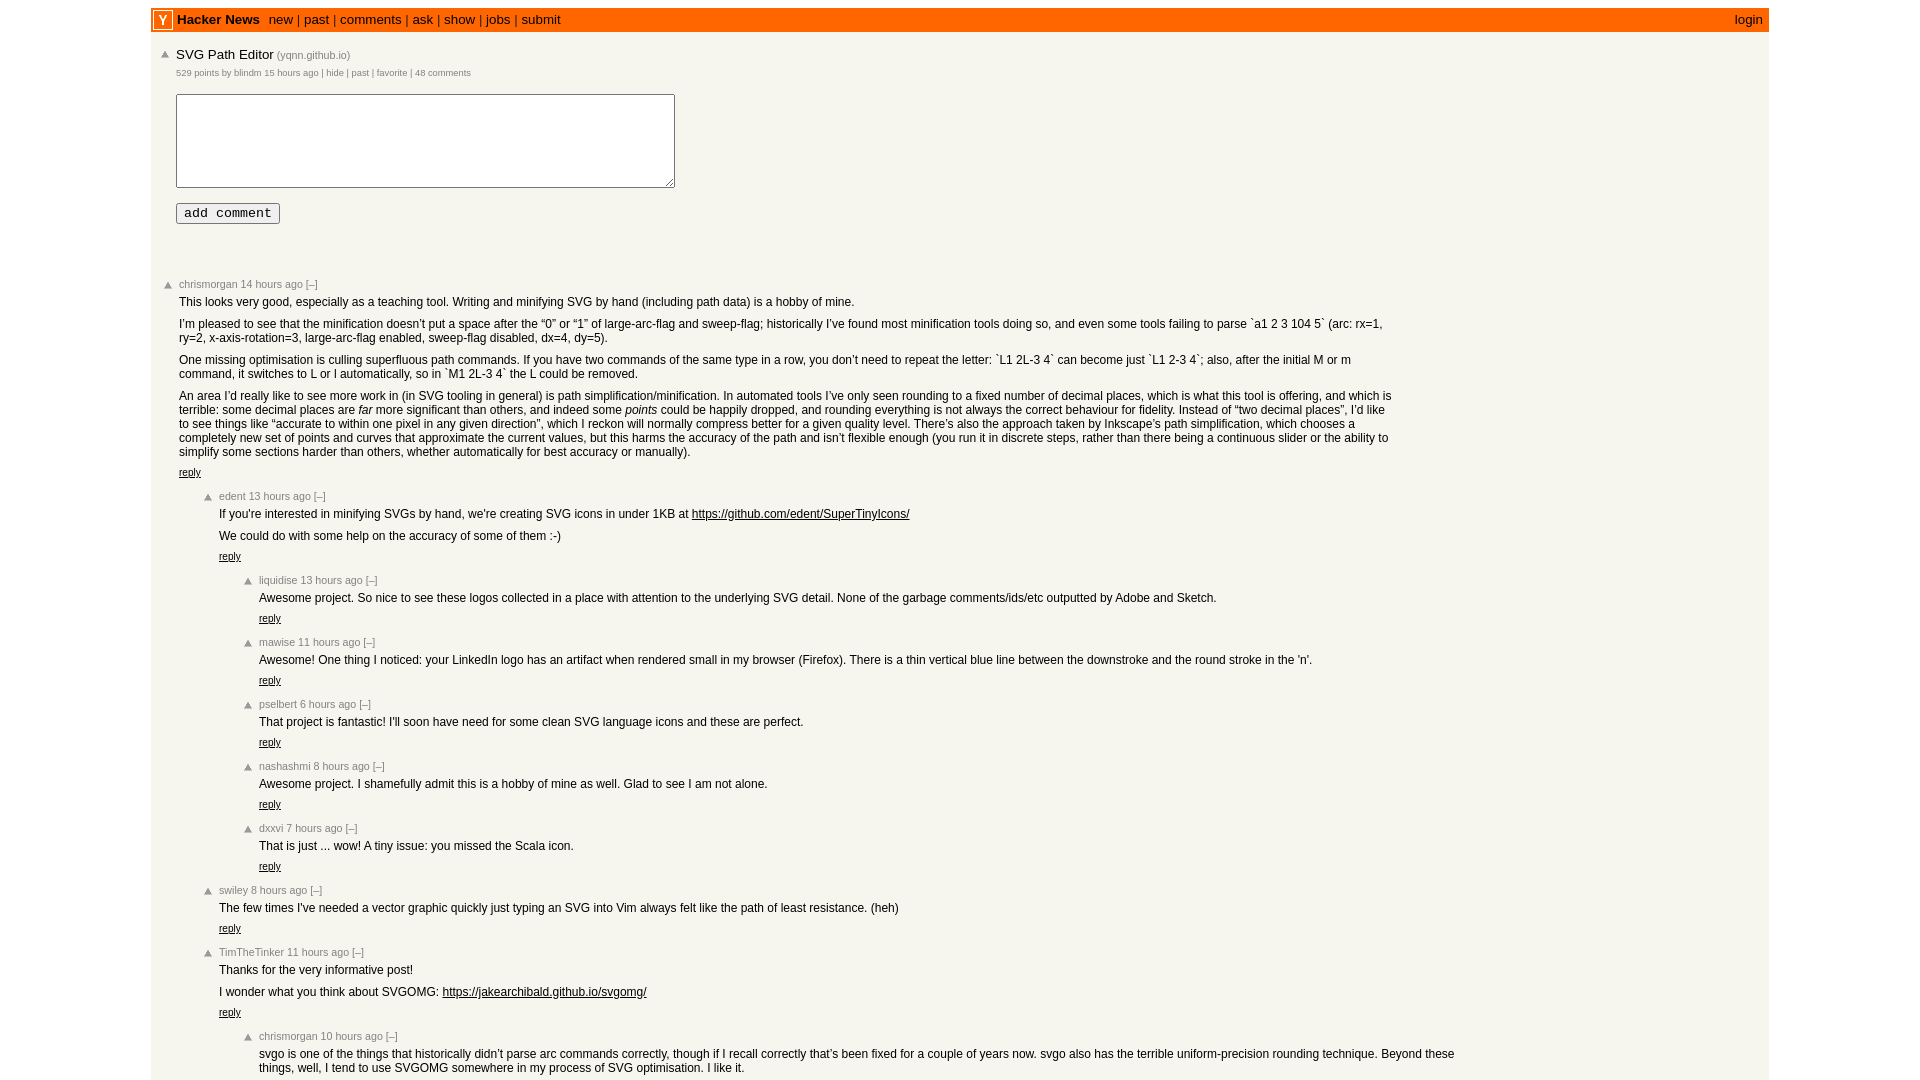 Y Hacker News new | past | comments | ask | show | jobs | submit login
SVG Path Editor (yqnn.github.io)
529 points by blindm 15 hours ago | hide | past | favorite | 48 comments
add comment
chrismorgan 14 hours ago [–]
This looks very good, especially as a teaching tool. Writing and minifying SVG by hand (including path data) is a hobby of mine.
I’m pleased to see that the minification doesn’t put a space after the “0” or “1” of large-arc-flag and sweep-flag; historically I’ve found most minification tools doing so, and even some tools failing to parse `a1 2 3 104 5` (arc: rx=1,
ry=2, x-axis-rotation=3, large-arc-flag enabled, sweep-flag disabled, dx=4, dy=5).
One missing optimisation is culling superfluous path commands. If you have two commands of the same type in a row, you don’t need to repeat the letter: `L1 2L-3 4` can become just `L1 2-3 4`; also, after the initial M or m
command, it switches to L or l automatically, so in `M1 2L-3 4` the L could be removed.
An area I’d really like to see more work in (in SVG tooling in general) is path simplification/minification. In automated tools I’ve only seen rounding to a fixed number of decimal places, which is what this tool is offering, and which is
terrible: some decimal places are far more significant than others, and indeed some points could be happily dropped, and rounding everything is not always the correct behaviour for fidelity. Instead of “two decimal places”, I’d like
to see things like “accurate to within one pixel in any given direction”, which I reckon will normally compress better for a given quality level. There’s also the approach taken by Inkscape’s path simplification, which chooses a
completely new set of points and curves that approximate the current values, but this harms the accuracy of the path and isn’t flexible enough (you run it in discrete steps, rather than there being a continuous slider or the ability to
simplify some sections harder than others, whether automatically for best accuracy or manually).
reply
edent 13 hours ago [–]
If you're interested in minifying SVGs by hand, we're creating SVG icons in under 1KB at https://github.com/edent/SuperTinyIcons/
We could do with some help on the accuracy of some of them :-)
reply
liquidise 13 hours ago [–]
Awesome project. So nice to see these logos collected in a place with attention to the underlying SVG detail. None of the garbage comments/ids/etc outputted by Adobe and Sketch.
reply
mawise 11 hours ago [–]
Awesome! One thing I noticed: your LinkedIn logo has an artifact when rendered small in my browser (Firefox). There is a thin vertical blue line between the downstroke and the round stroke in the 'n'.
reply
pselbert 6 hours ago [–]
That project is fantastic! I'll soon have need for some clean SVG language icons and these are perfect.
reply
nashashmi 8 hours ago [–]
Awesome project. I shamefully admit this is a hobby of mine as well. Glad to see I am not alone.
reply
dxxvi 7 hours ago [–]
That is just ... wow! A tiny issue: you missed the Scala icon.
reply
swiley 8 hours ago [–]
The few times I've needed a vector graphic quickly just typing an SVG into Vim always felt like the path of least resistance. (heh)
reply
TimTheTinker 11 hours ago [–]
Thanks for the very informative post!
I wonder what you think about SVGOMG: https://jakearchibald.github.io/svgomg/
reply
chrismorgan 10 hours ago [–]
svgo is one of the things that historically didn’t parse arc commands correctly, though if I recall correctly that’s been fixed for a couple of years now. svgo also has the terrible uniform-precision rounding technique. Beyond these
things, well, I tend to use SVGOMG somewhere in my process of SVG optimisation. I like it.